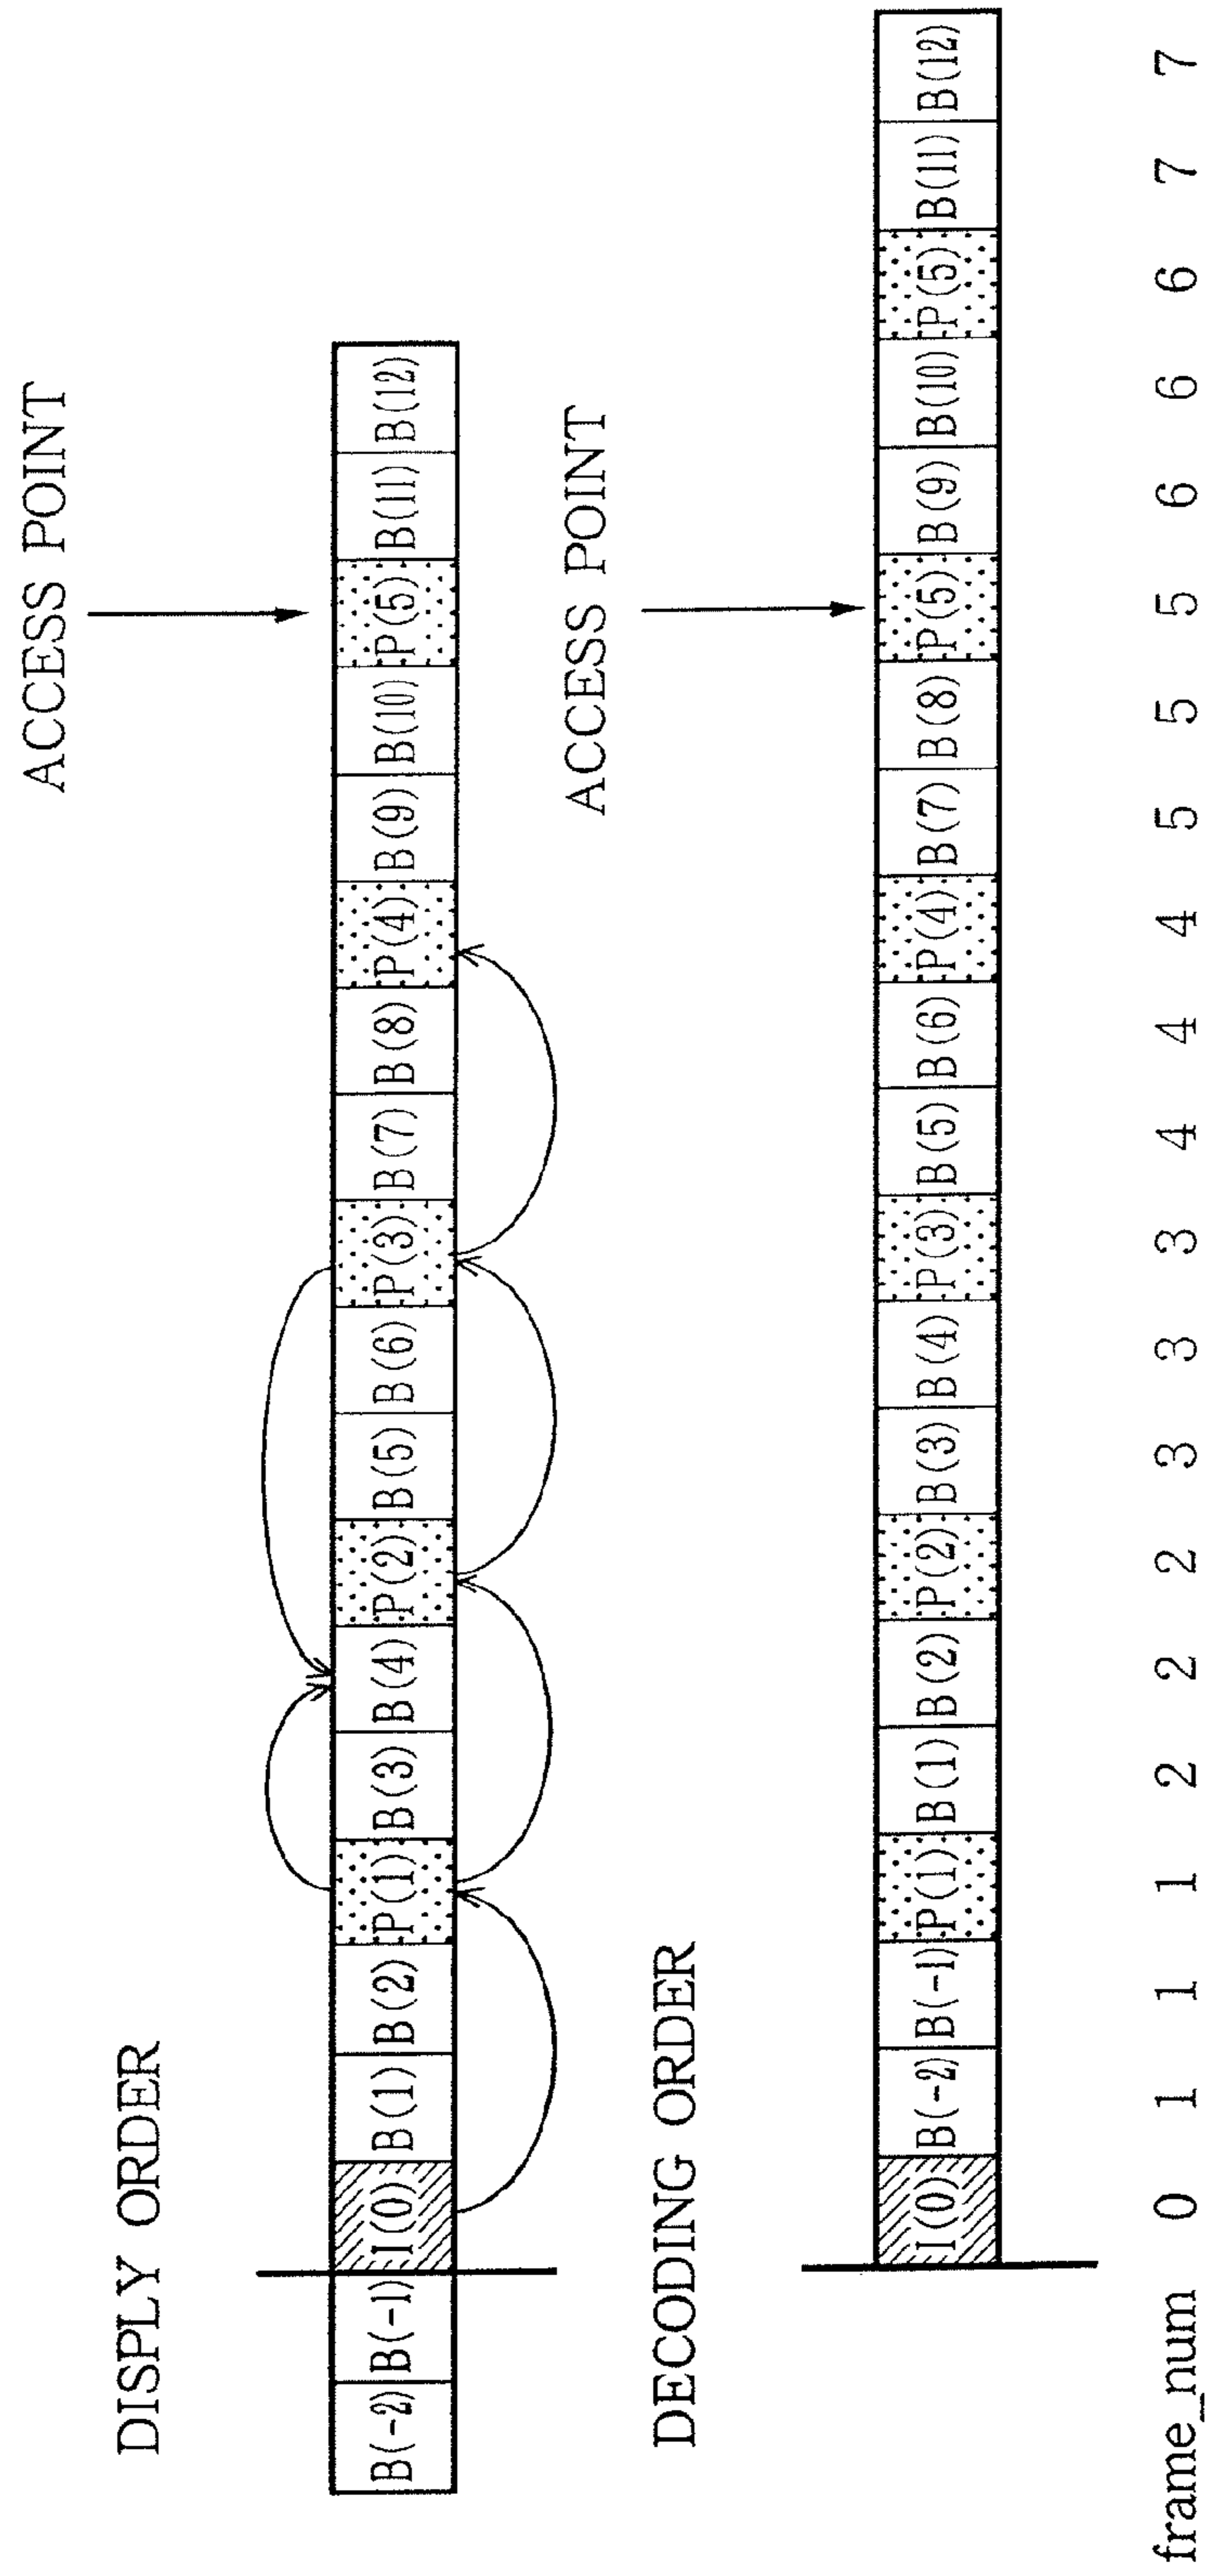 ACCESS POINT
DISPLY ORDER
B(-2) B(-1) I(0) B(1) B(2) P(1) B(3) B(4) P(2) B(5) B(6) P(3) B(7) B(8) P(4) B(9) B(10) P(5) B(11) B(12)
ACCESS POINT
DECODING ORDER
I(0) B(-2) B(-1) P(1) B(1) B(2) P(2) B(3) B(4) P(3) B(5) B(6) P(4) B(7) B(8) P(5) B(9) B(10) P(5) B(11) B(12)
frame_num 0 1 1 1 2 2 2 3 3 3 4 4 4 5 5 5 6 6 6 7 7